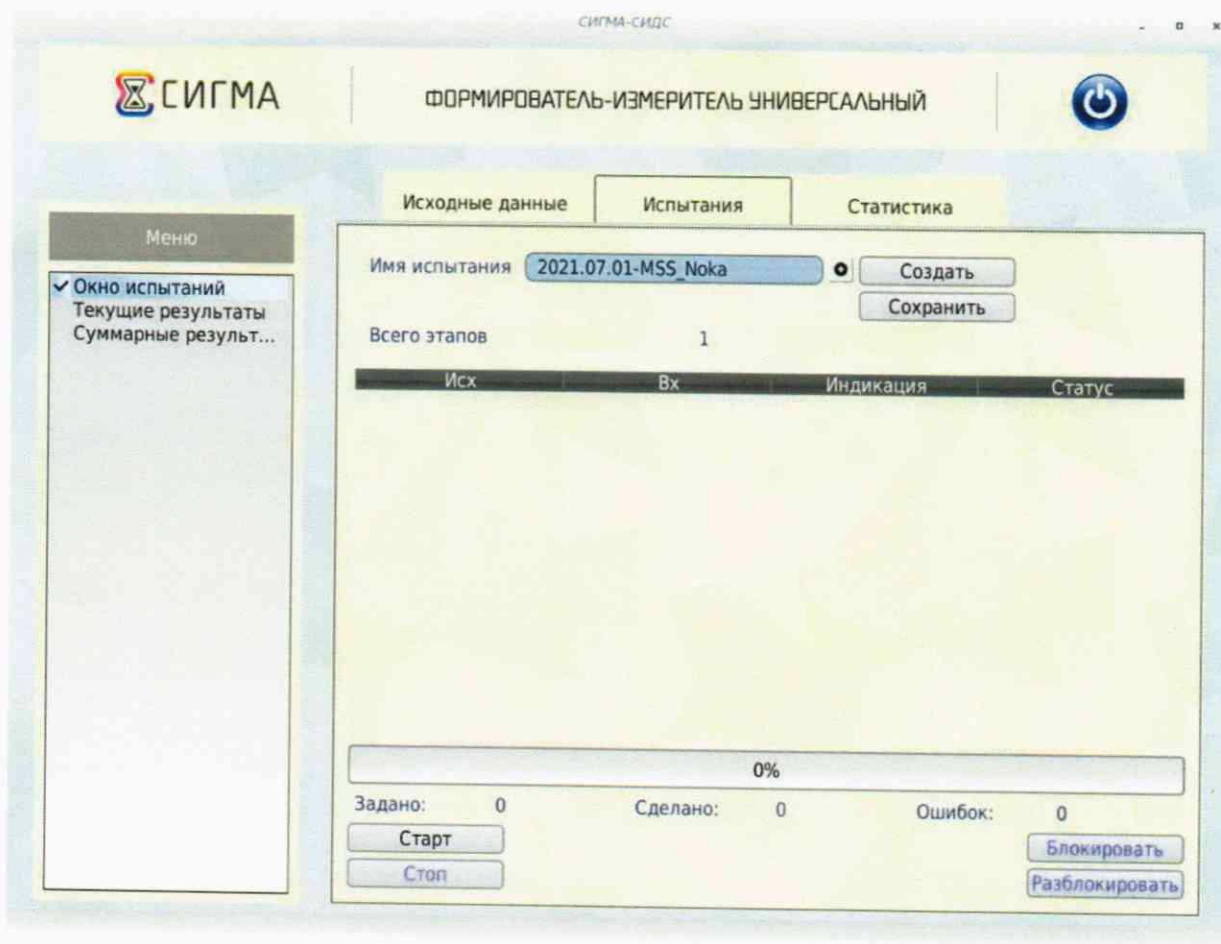 СИГМА-СИДС
СИГМА
ФОРМИРОВАТЕЛЬ-ИЗМЕРИТЕЛЬ УНИВЕРСАЛЬНЫЙ
Исходные данные
Испытания
Статистика
Меню
Окно испытаний
Текущие результаты
Суммарные результ...
Имя испытания 2021.07.01-MSS_Noka
Создать
Сохранить
Всего этапов 1
Исх Вх Индикация Статус
0%
Задано: 0 Сделано: 0 Ошибок: 0
Старт
Стоп
Блокировать
Разблокировать